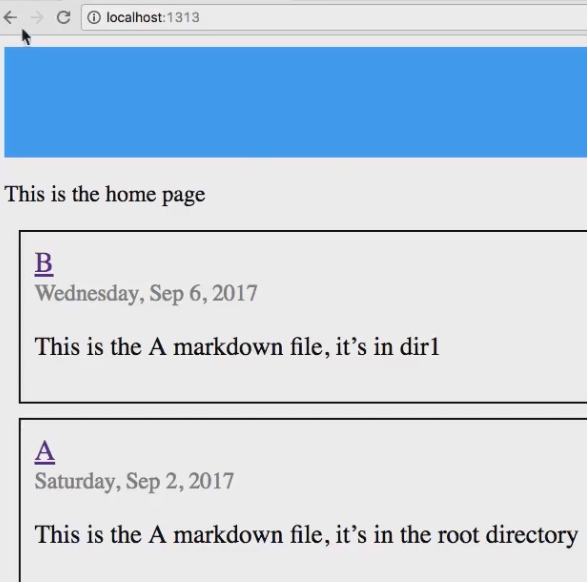 localhost:1313
This is the home page
B
Wednesday, Sep 6, 2017
This is the A markdown file, it’s in dir1
A
Saturday, Sep 2, 2017
This is the A markdown file, it’s in the root directory